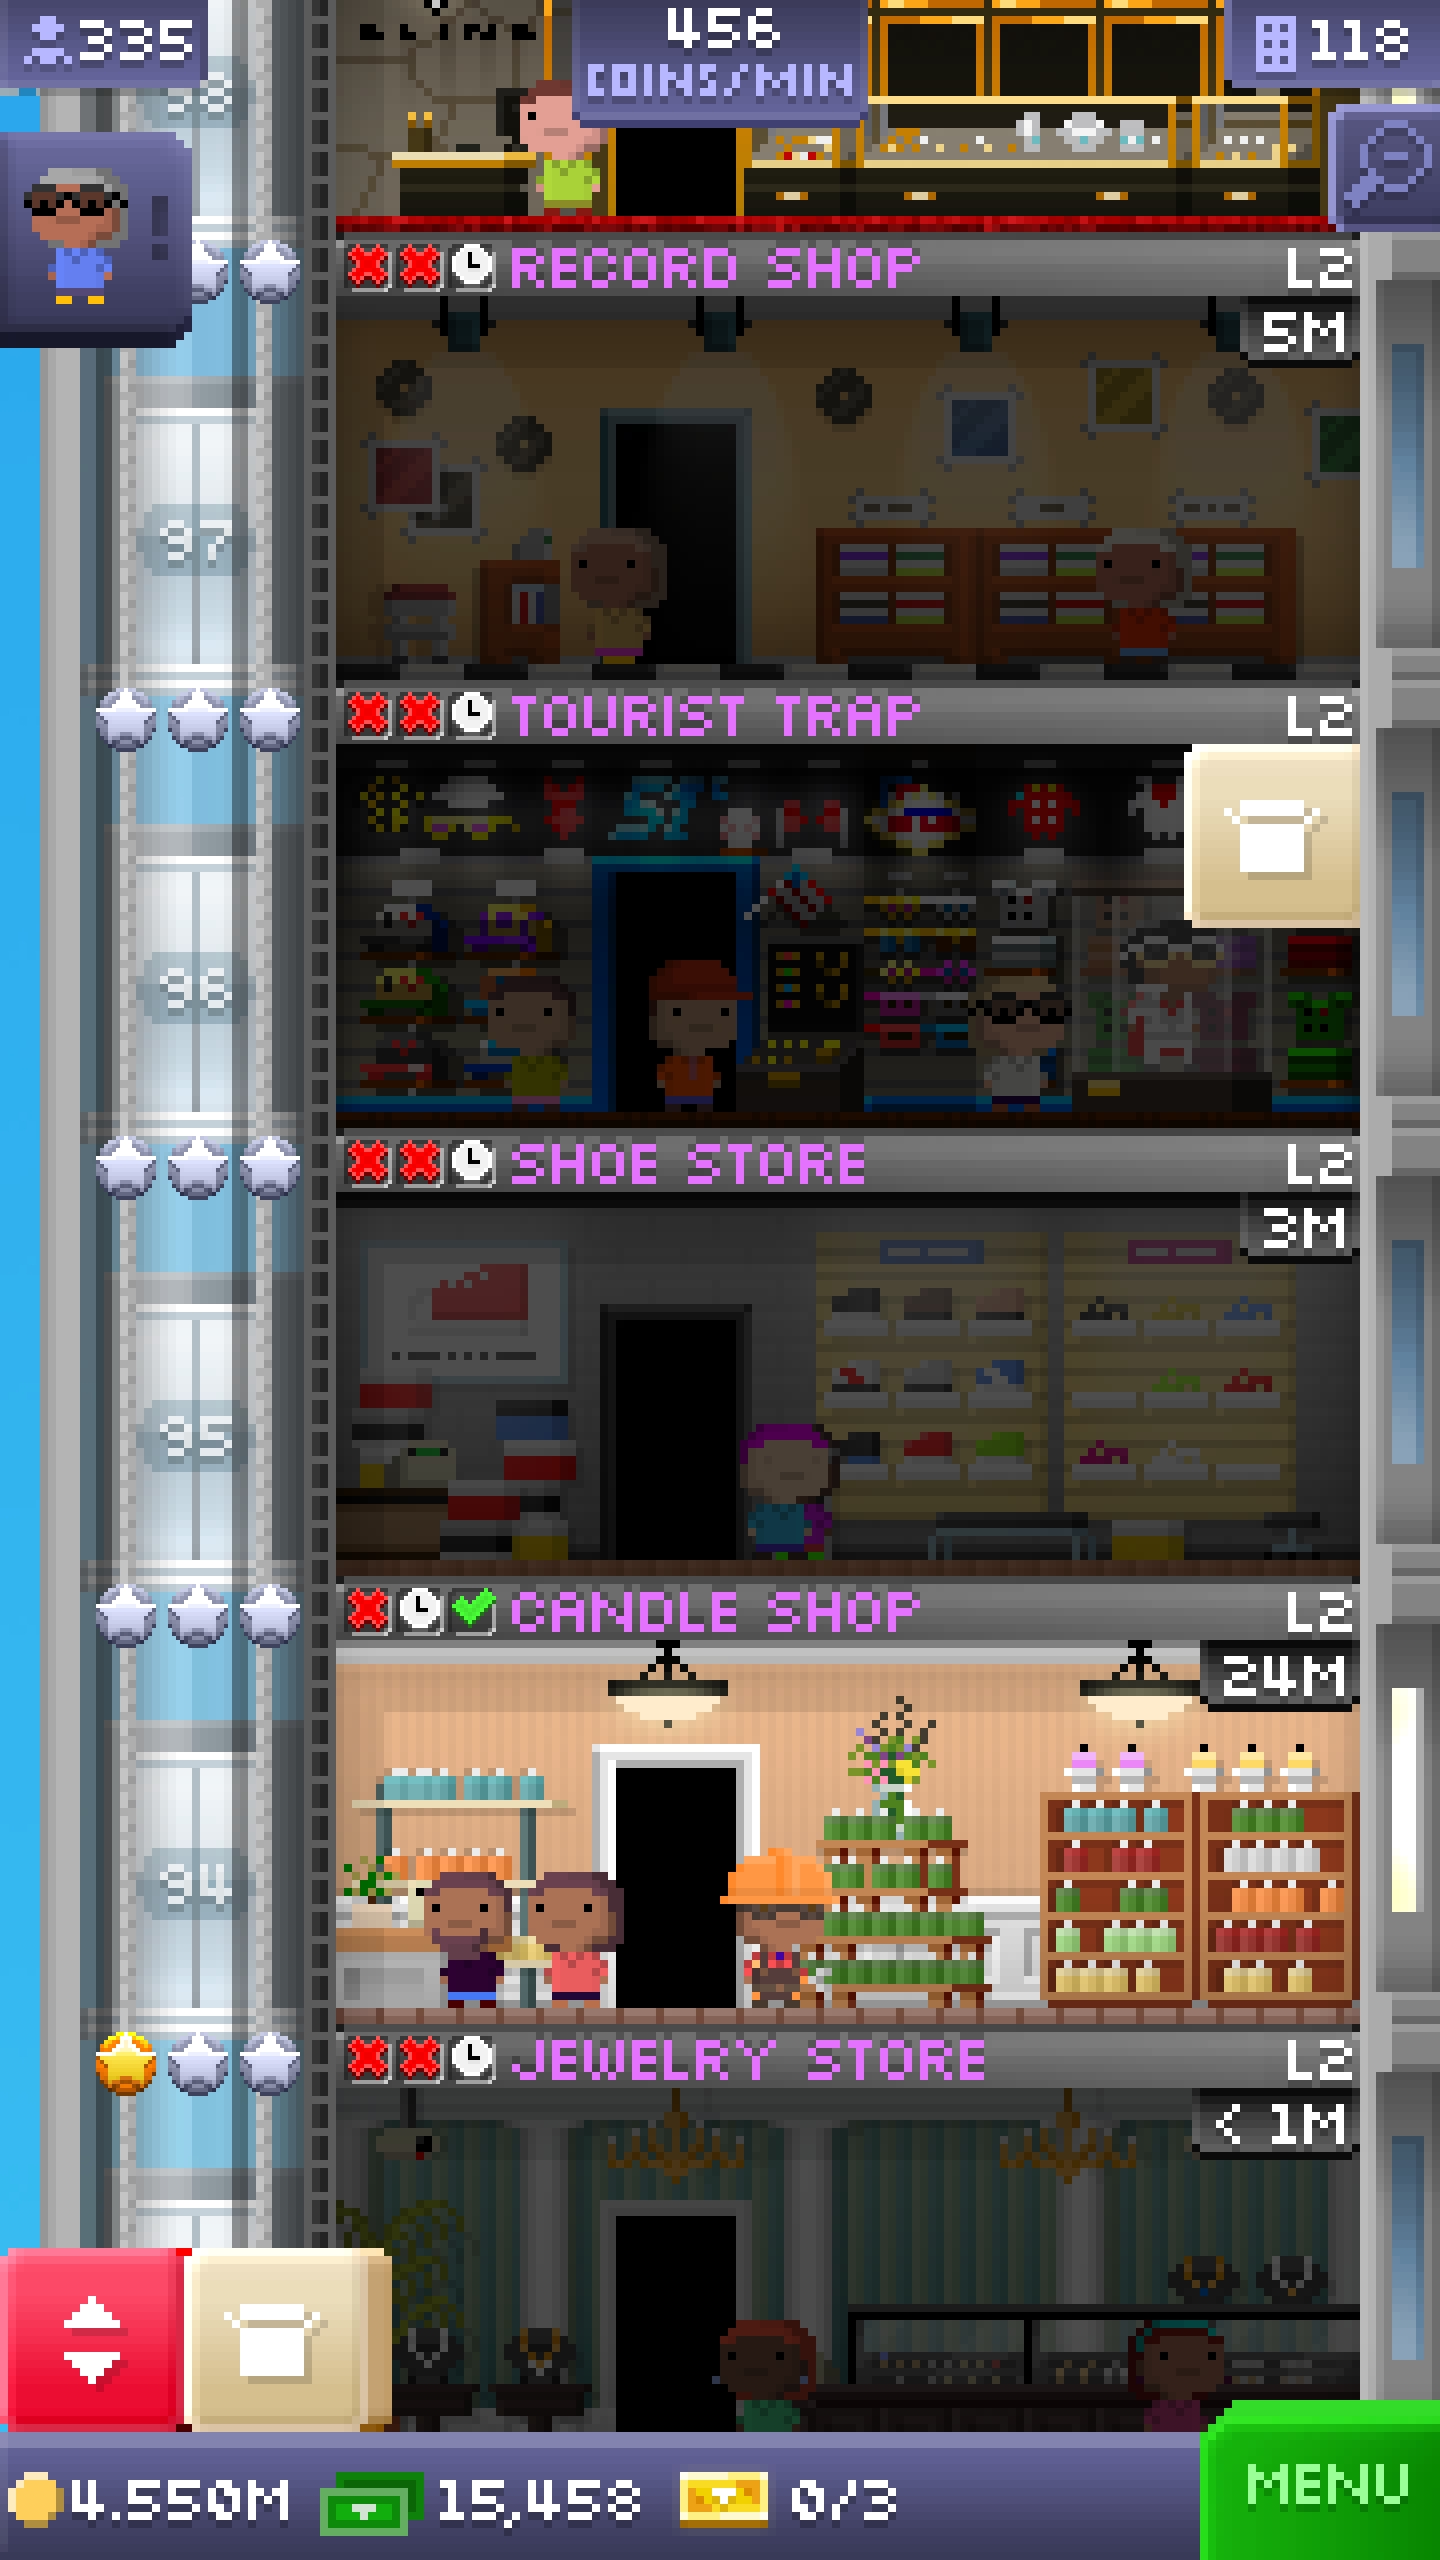 335
456
COINS/MIN
118
RECORD SHOP
L2
5M
97
TOURIST TRAP
L2
96
SHOE STORE
L2
3M
95
CANDLE SHOP
L2
24M
94
JEWELRY STORE
L2
< 1M
4.550M
15,458
0/3
MENU